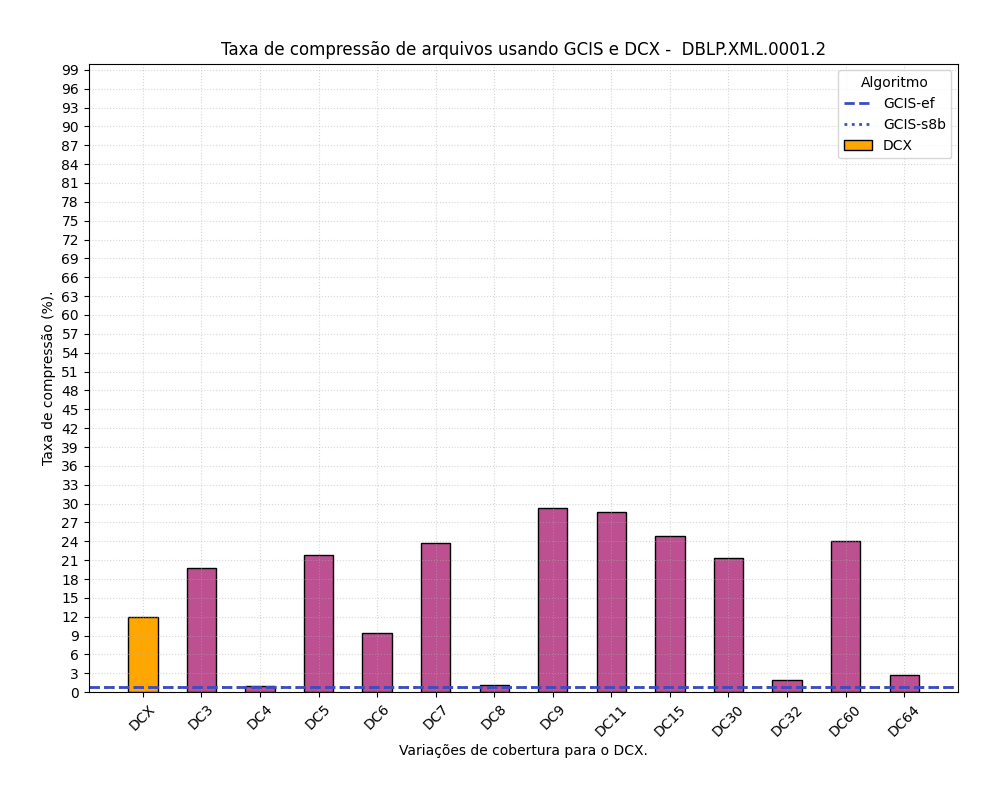 Taxa de compressão de arquivos usando GCIS e DCX -  DBLP.XML.0001.2
Algoritmo
GCIS-ef
GCIS-s8b
DCX
Taxa de compressão (%).
99
96
93
90
87
84
81
78
75
72
69
66
63
60
57
54
51
48
45
42
39
36
33
30
27
24
21
18
15
12
9
6
3
0
DCX
DC3
DC4
DC5
DC6
DC7
DC8
DC9
DC11
DC15
DC30
DC32
DC60
DC64
Variações de cobertura para o DCX.